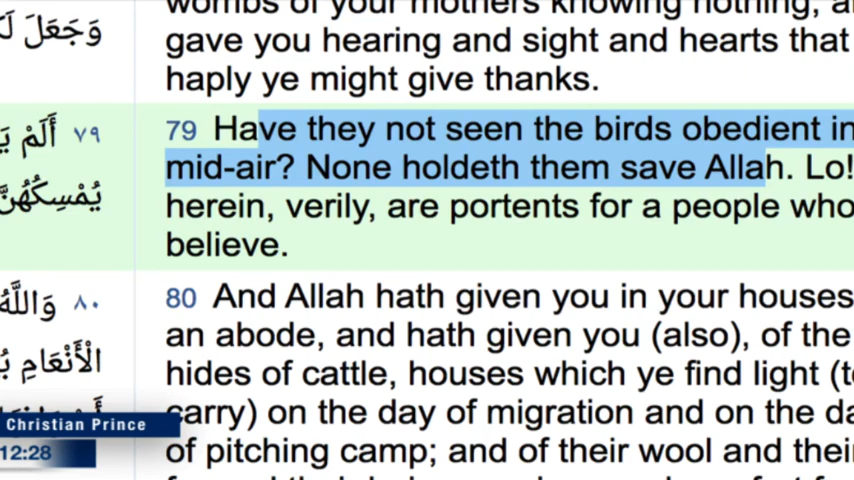 wombs of your mothers knowing nothing, a
gave you hearing and sight and hearts that
haply ye might give thanks.
79 Have they not seen the birds obedient in
mid-air? None holdeth them save Allah. Lo!
herein, verily, are portents for a people who
believe.
80 And Allah hath given you in your houses
an abode, and hath given you (also), of the
hides of cattle, houses which ye find light (t
carry) on the day of migration and on the da
of pitching camp; and of their wool and thei
وَجَعَلَ لَ
٧٩ أَلَمْ يَ
يُمْسِكُهُنَّ
٨٠ وَاللَّهُ
الْأَنْعَامِ بُ
Christian Prince
12:28